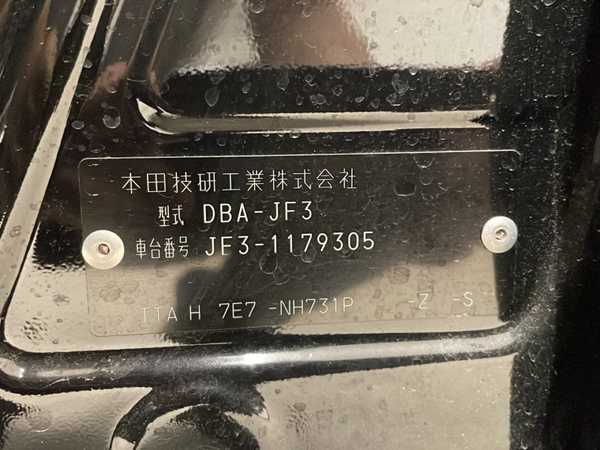 本田技研工業株式会社
型式 DBA-JF3
車台番号 JF3-1179305
TTA H 7E7 -NH731P -Z -S